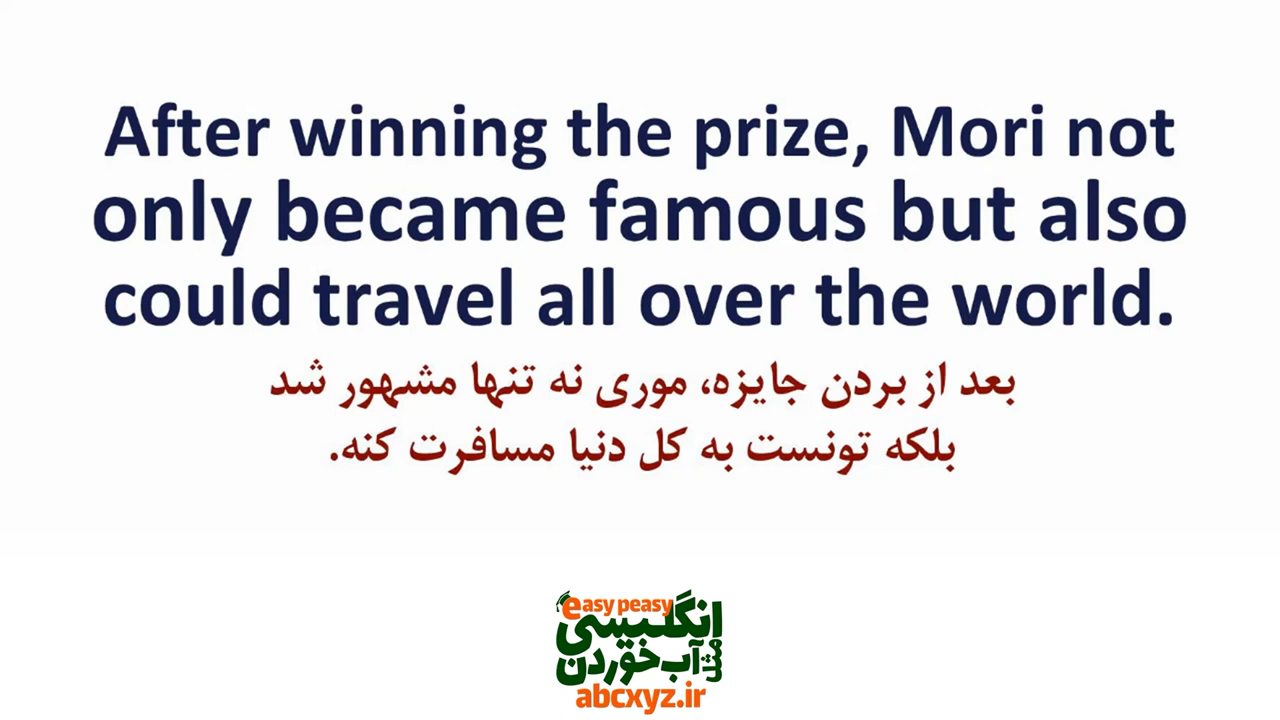 After winning the prize, Mori not
only became famous but also
could travel all over the world.
بعد از بردن جایزه، موری نه تنها مشهور شد
بلکه تونست به کل دنیا مسافرت کنه.
easy peasy
انگلیسی
مثل آب خوردن
abcxyz.ir